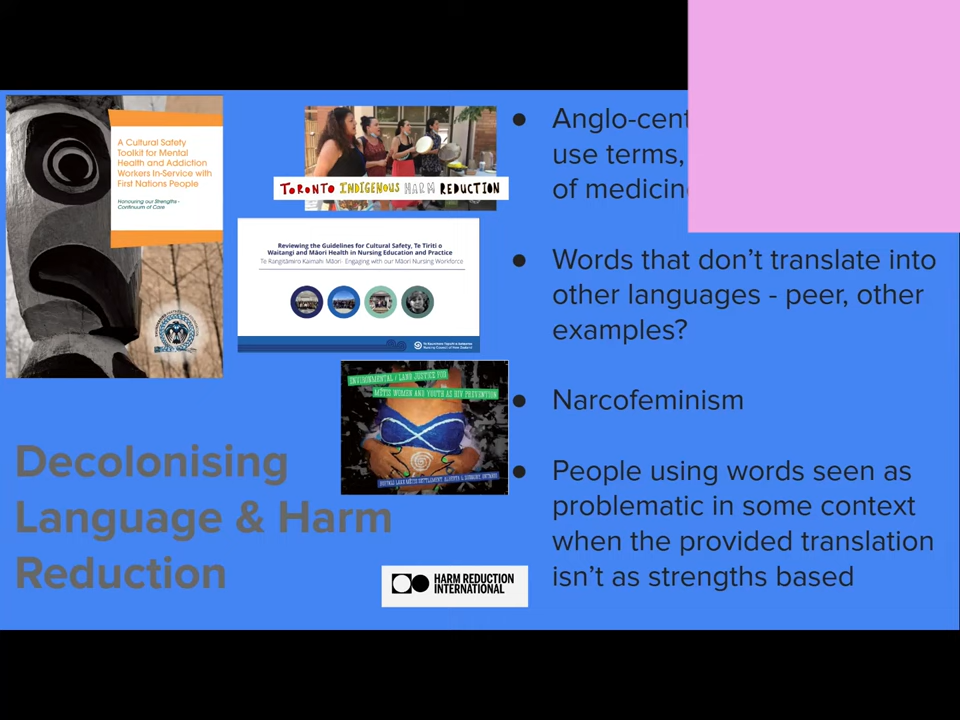 A Cultural Safety
Toolkit for Mental
Health and Addiction
Workers In-Service with
First Nations People
Honouring our Strengths -
Continuum of Care
TORONTO INDIGENOUS HARM REDUCTION
Reviewing the Guidelines for Cultural Safety, Te Tiriti o
Waitangi and Māori Health in Nursing Education and Practice
Te Rangitāmiro Kaimahi Māori- Engaging with our Māori Nursing Workforce
ENVIRONMENTAL / LAND JUSTICE FOR
MÉTIS WOMEN AND YOUTH AS HIV PREVENTION
Decolonising
Language & Harm
Reduction
HARM REDUCTION
INTERNATIONAL
● Anglo-cent
use terms,
of medicin
● Words that don't translate into
other languages - peer, other
examples?
● Narcofeminism
● People using words seen as
problematic in some context
when the provided translation
isn't as strengths based